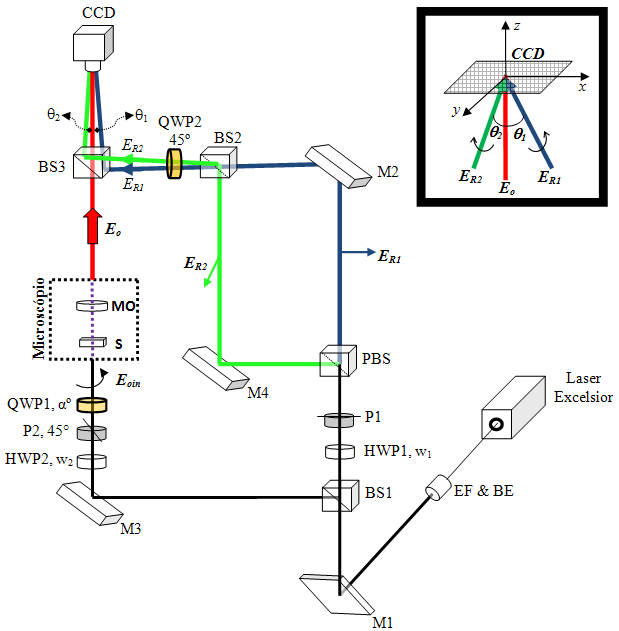 CCD
θ2
θ1
QWP2
45º
BS2
BS3
ER2
ER1
M2
Eo
ER2
ER1
Microscópio
MO
S
PBS
M4
Eoin
QWP1, αº
P2, 45°
HWP2, w2
P1
HWP1, w1
BS1
M3
M1
EF & BE
Laser
Excelsior
z
CCD
x
y
θ2
θ1
ER2
Eo
ER1